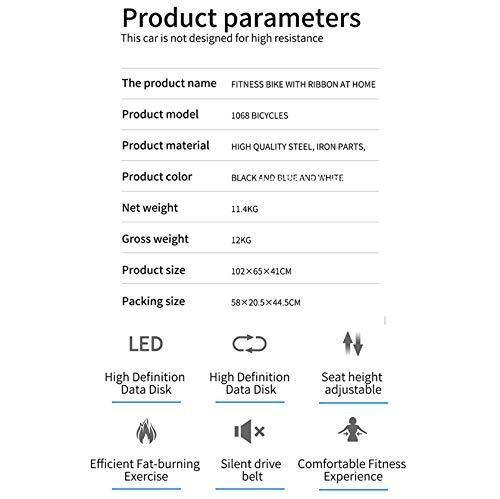 Product parameters
This car is not designed for high resistance
The product name FITNESS BIKE WITH RIBBON AT HOME
Product model 1068 BICYCLES
Product material HIGH QUALITY STEEL, IRON PARTS,
Product color BLACK AND BLUE AND WHITE
Net weight 11.4KG
Gross weight 12KG
Product size 102×65×41CM
Packing size 58×20.5×44.5CM
LED
High Definition
Data Disk
High Definition
Data Disk
Seat height
adjustable
Efficient Fat-burning
Exercise
Silent drive
belt
Comfortable Fitness
Experience